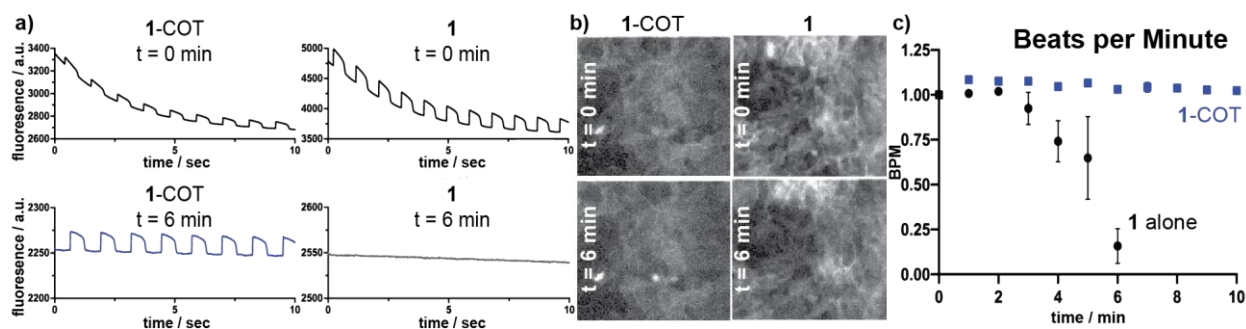 a)
1-COT
t = 0 min
fluoresence / a.u.
3400
3200
3000
2800
2600
0
5
10
time / sec
1
t = 0 min
5000
4500
4000
3500
0
5
10
time / sec
1-COT
t = 6 min
fluoresence / a.u.
2300
2250
2200
0
5
10
time / sec
1
t = 6 min
2600
2550
2500
0
5
10
time / sec
b)
1-COT
1
t = 0 min
t = 0 min
t = 6 min
t = 6 min
c)
Beats per Minute
BPM
1.25
1.00
0.75
0.50
0.25
0.00
1-COT
1 alone
0
2
4
6
8
10
time / min